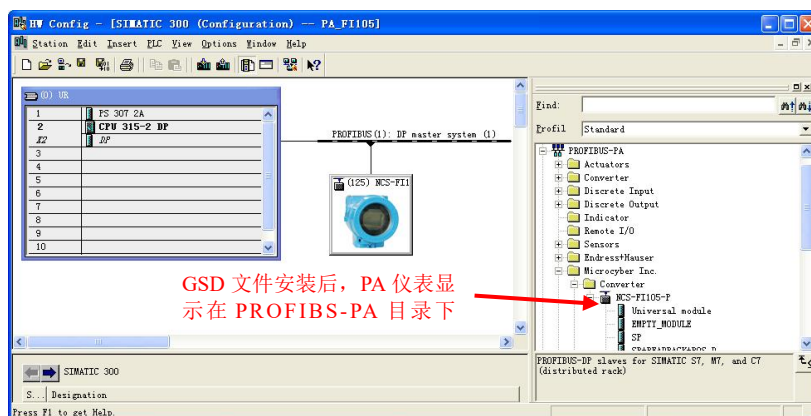 HW Config - [SIMATIC 300 (Configuration) -- PA_FI105]
Station Edit Insert PLC View Options Window Help
(0) UR
1 PS 307 2A
2 CPU 315-2 DP
X2 DP
3
4
5
6
7
8
9
10
PROFIBUS(1): DP master system (1)
(125) NCS-FI1
GSD 文件安装后，PA 仪表显
示在 PROFIBS-PA 目录下
SIMATIC 300
S... Designation
Press F1 to get Help.
Find:
Profil Standard
PROFIBUS-PA
Actuators
Converter
Discrete Input
Discrete Output
Indicator
Remote I/O
Sensors
Endress+Hauser
Microcyber Inc.
Converter
NCS-FI105-P
Universal module
EMPTY_MODULE
SP
PROFIBUS-DP slaves for SIMATIC S7, M7, and C7
(distributed rack)